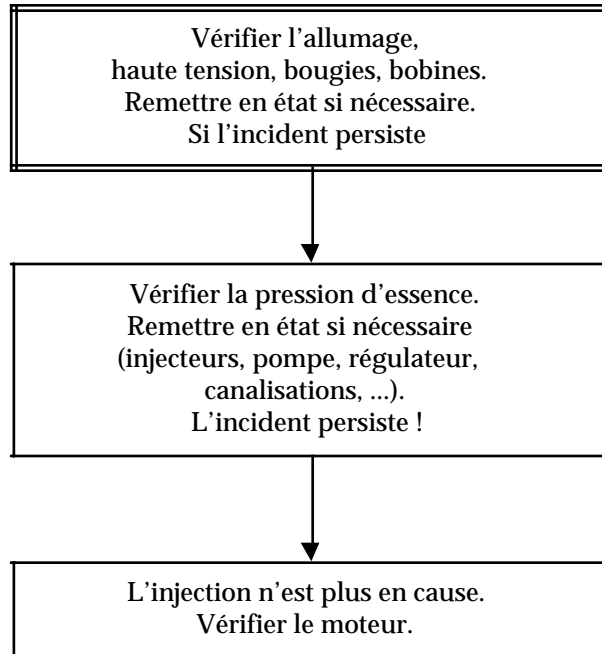 Vérifier l’allumage,
haute tension, bougies, bobines.
Remettre en état si nécessaire.
Si l’incident persiste
Vérifier la pression d’essence.
Remettre en état si nécessaire
(injecteurs, pompe, régulateur,
canalisations, ...).
L’incident persiste !
L’injection n’est plus en cause.
Vérifier le moteur.